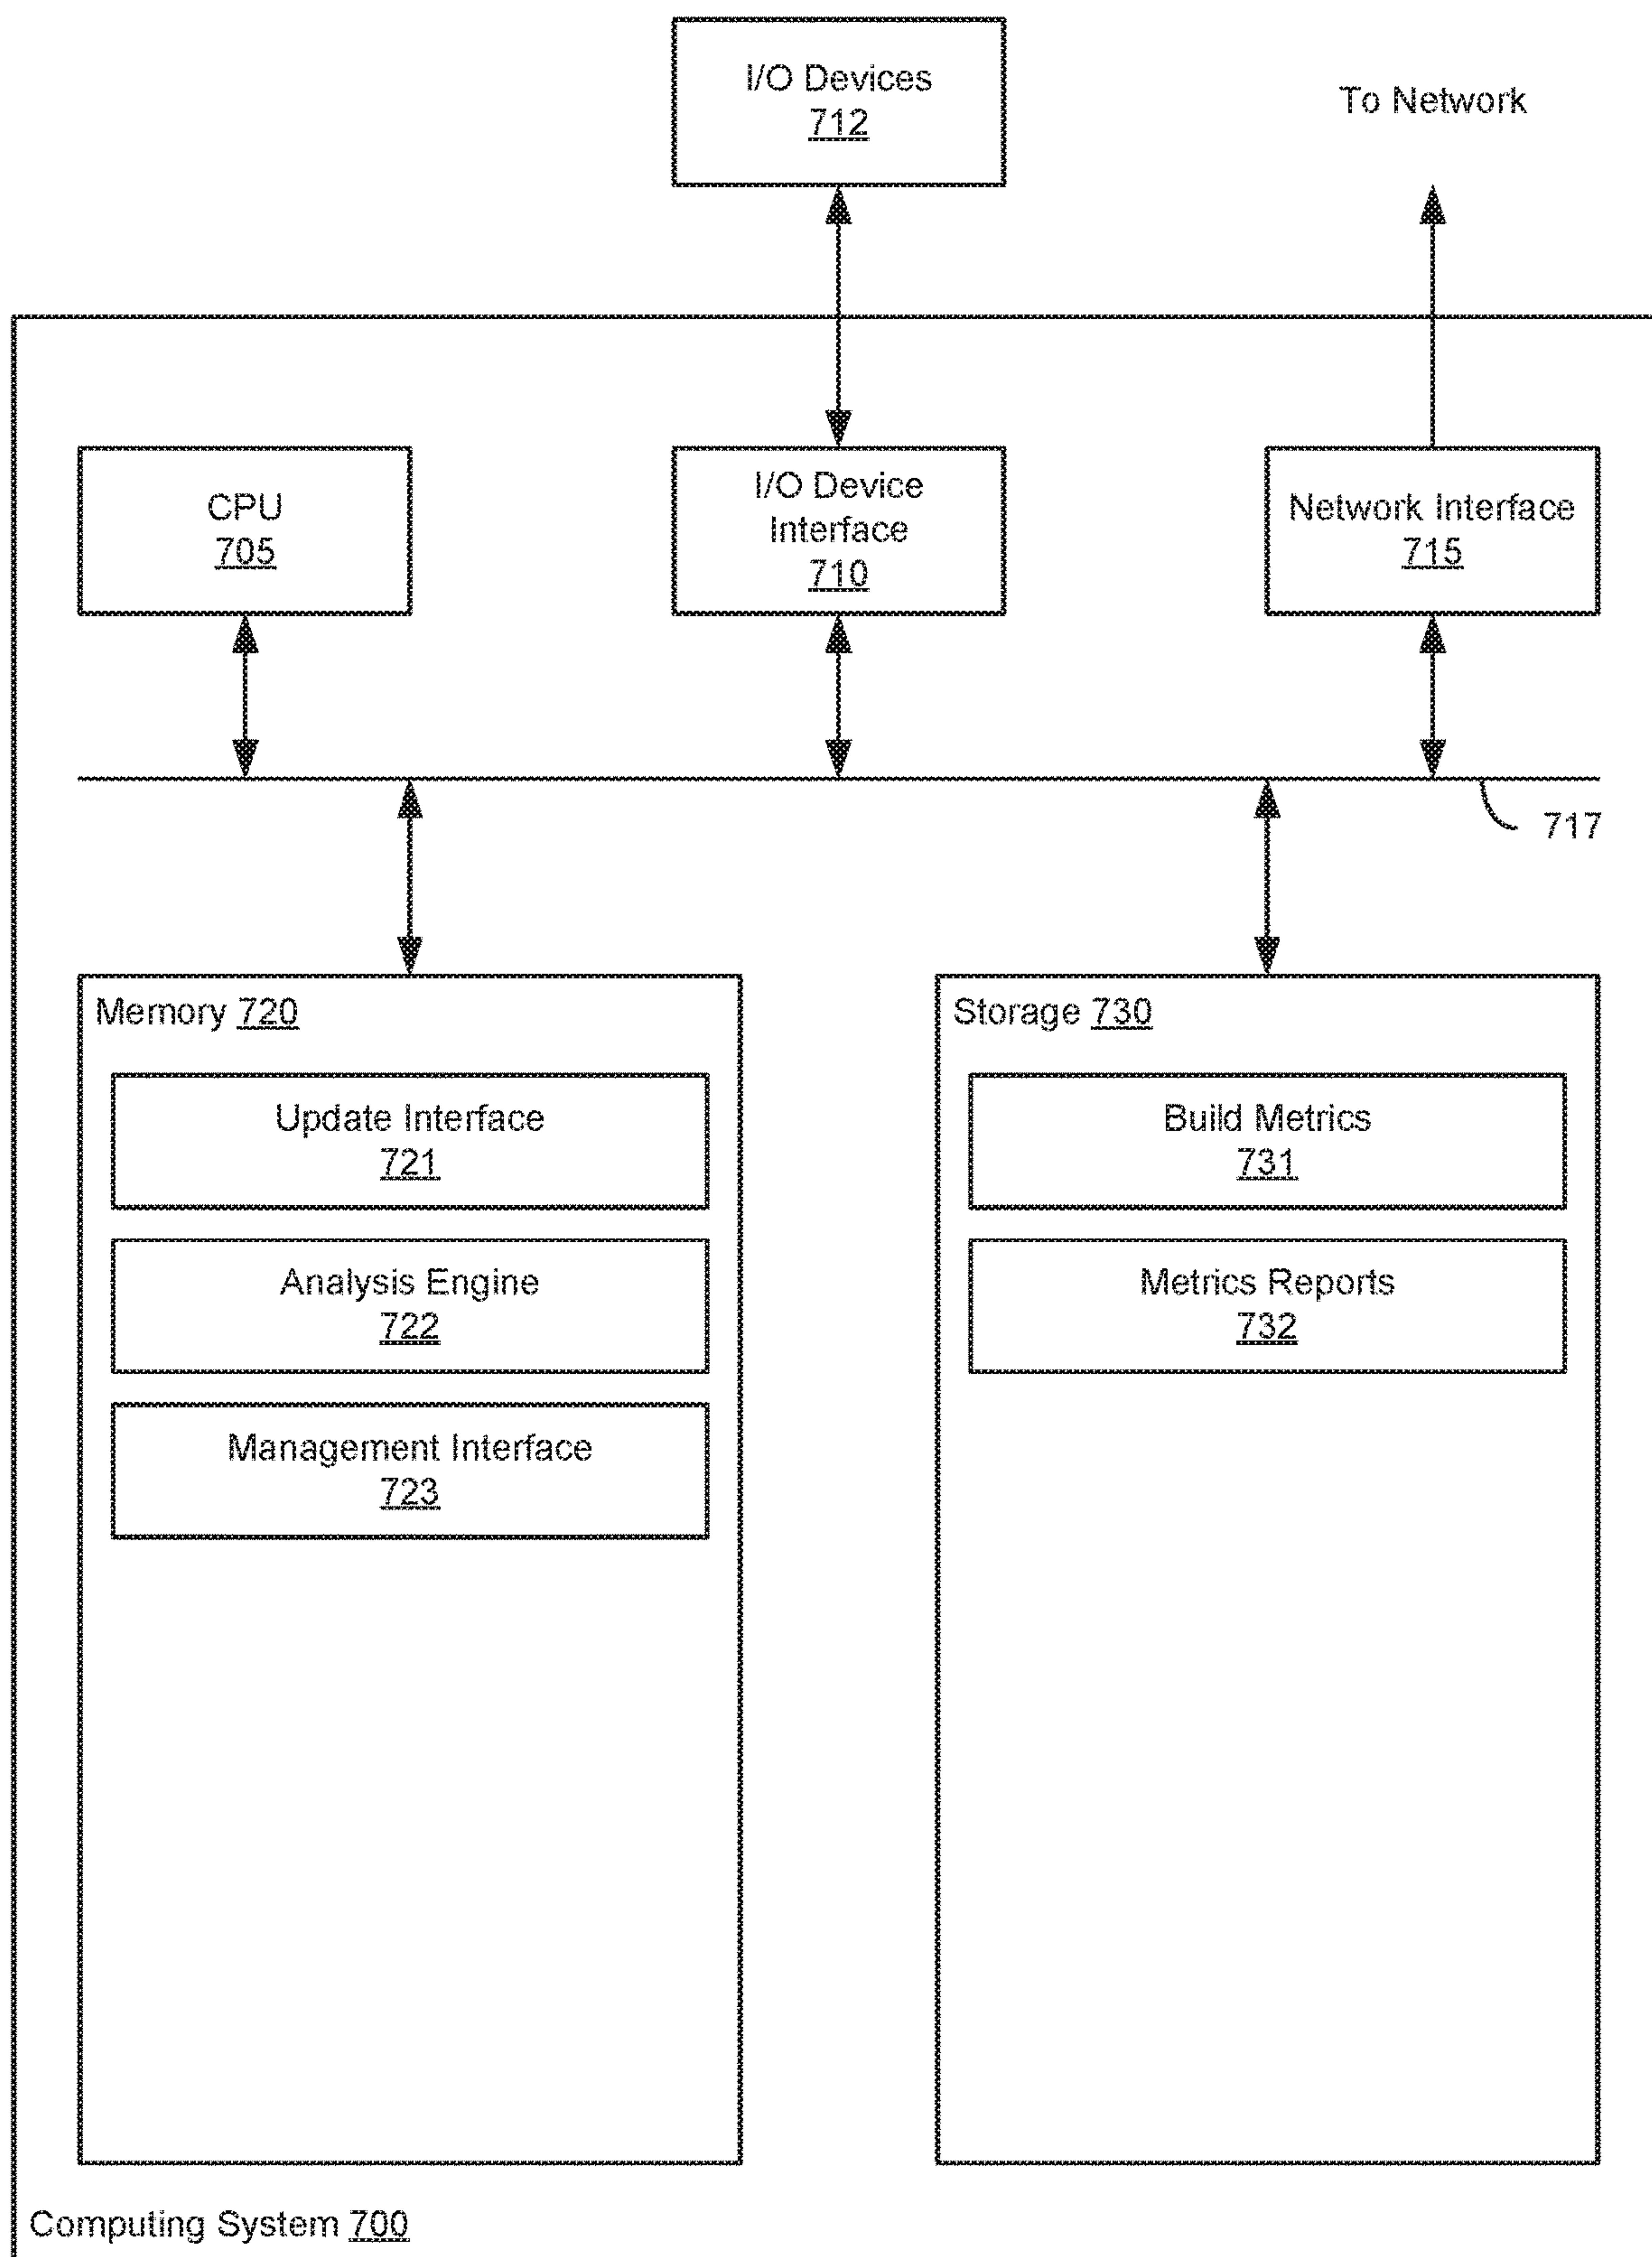 I/O Devices
712
To Network
CPU
705
I/O Device
Interface
710
Network Interface
715
717
Memory 720
Update Interface
721
Analysis Engine
722
Management Interface
723
Storage 730
Build Metrics
731
Metrics Reports
732
Computing System 700